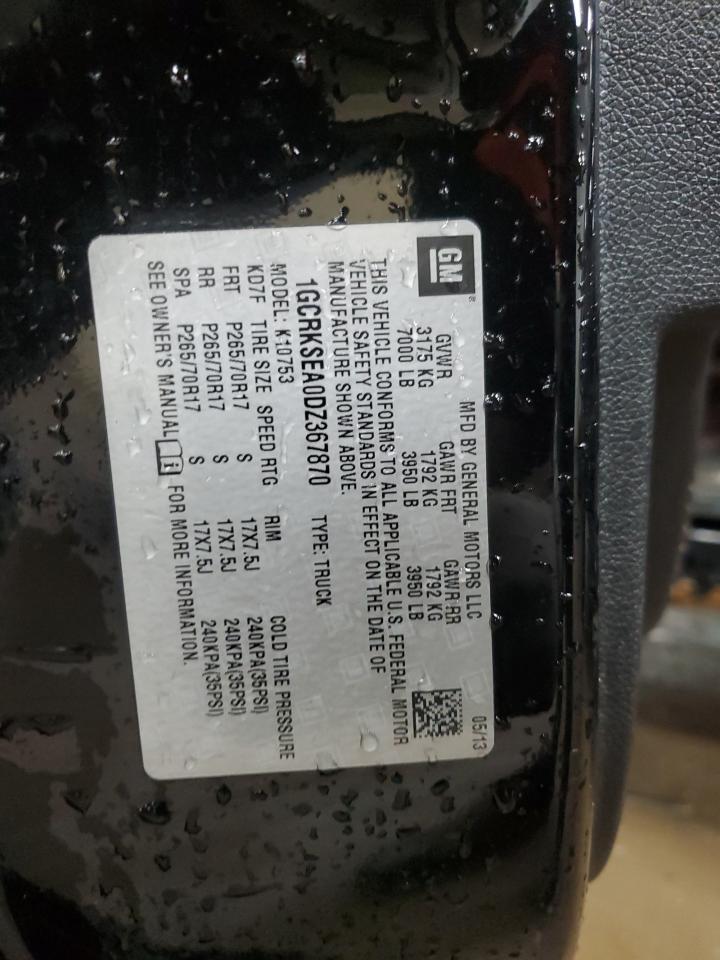 GM
MFD BY GENERAL MOTORS LLC 05/13
GVWR GAWR FRT GAWR RR
3175 KG 1792 KG 1792 KG
7000 LB 3950 LB 3950 LB
THIS VEHICLE CONFORMS TO ALL APPLICABLE U.S. FEDERAL MOTOR
VEHICLE SAFETY STANDARDS IN EFFECT ON THE DATE OF
MANUFACTURE SHOWN ABOVE.
1GCRKSEA0DZ367870 TYPE: TRUCK
MODEL: K10753
KD7F TIRE SIZE SPEED RTG RIM COLD TIRE PRESSURE
FRT P265/70R17 S 17X7.5J 240KPA(35PSI)
RR P265/70R17 S 17X7.5J 240KPA(35PSI)
SPA P265/70R17 S 17X7.5J 240KPA(35PSI)
SEE OWNER'S MANUAL i FOR MORE INFORMATION.